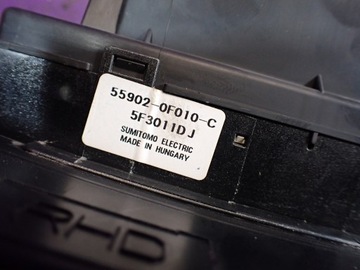 55902-0F010-C
5F3011DJ
SUMITOMO ELECTRIC
MADE IN HUNGARY
RHD